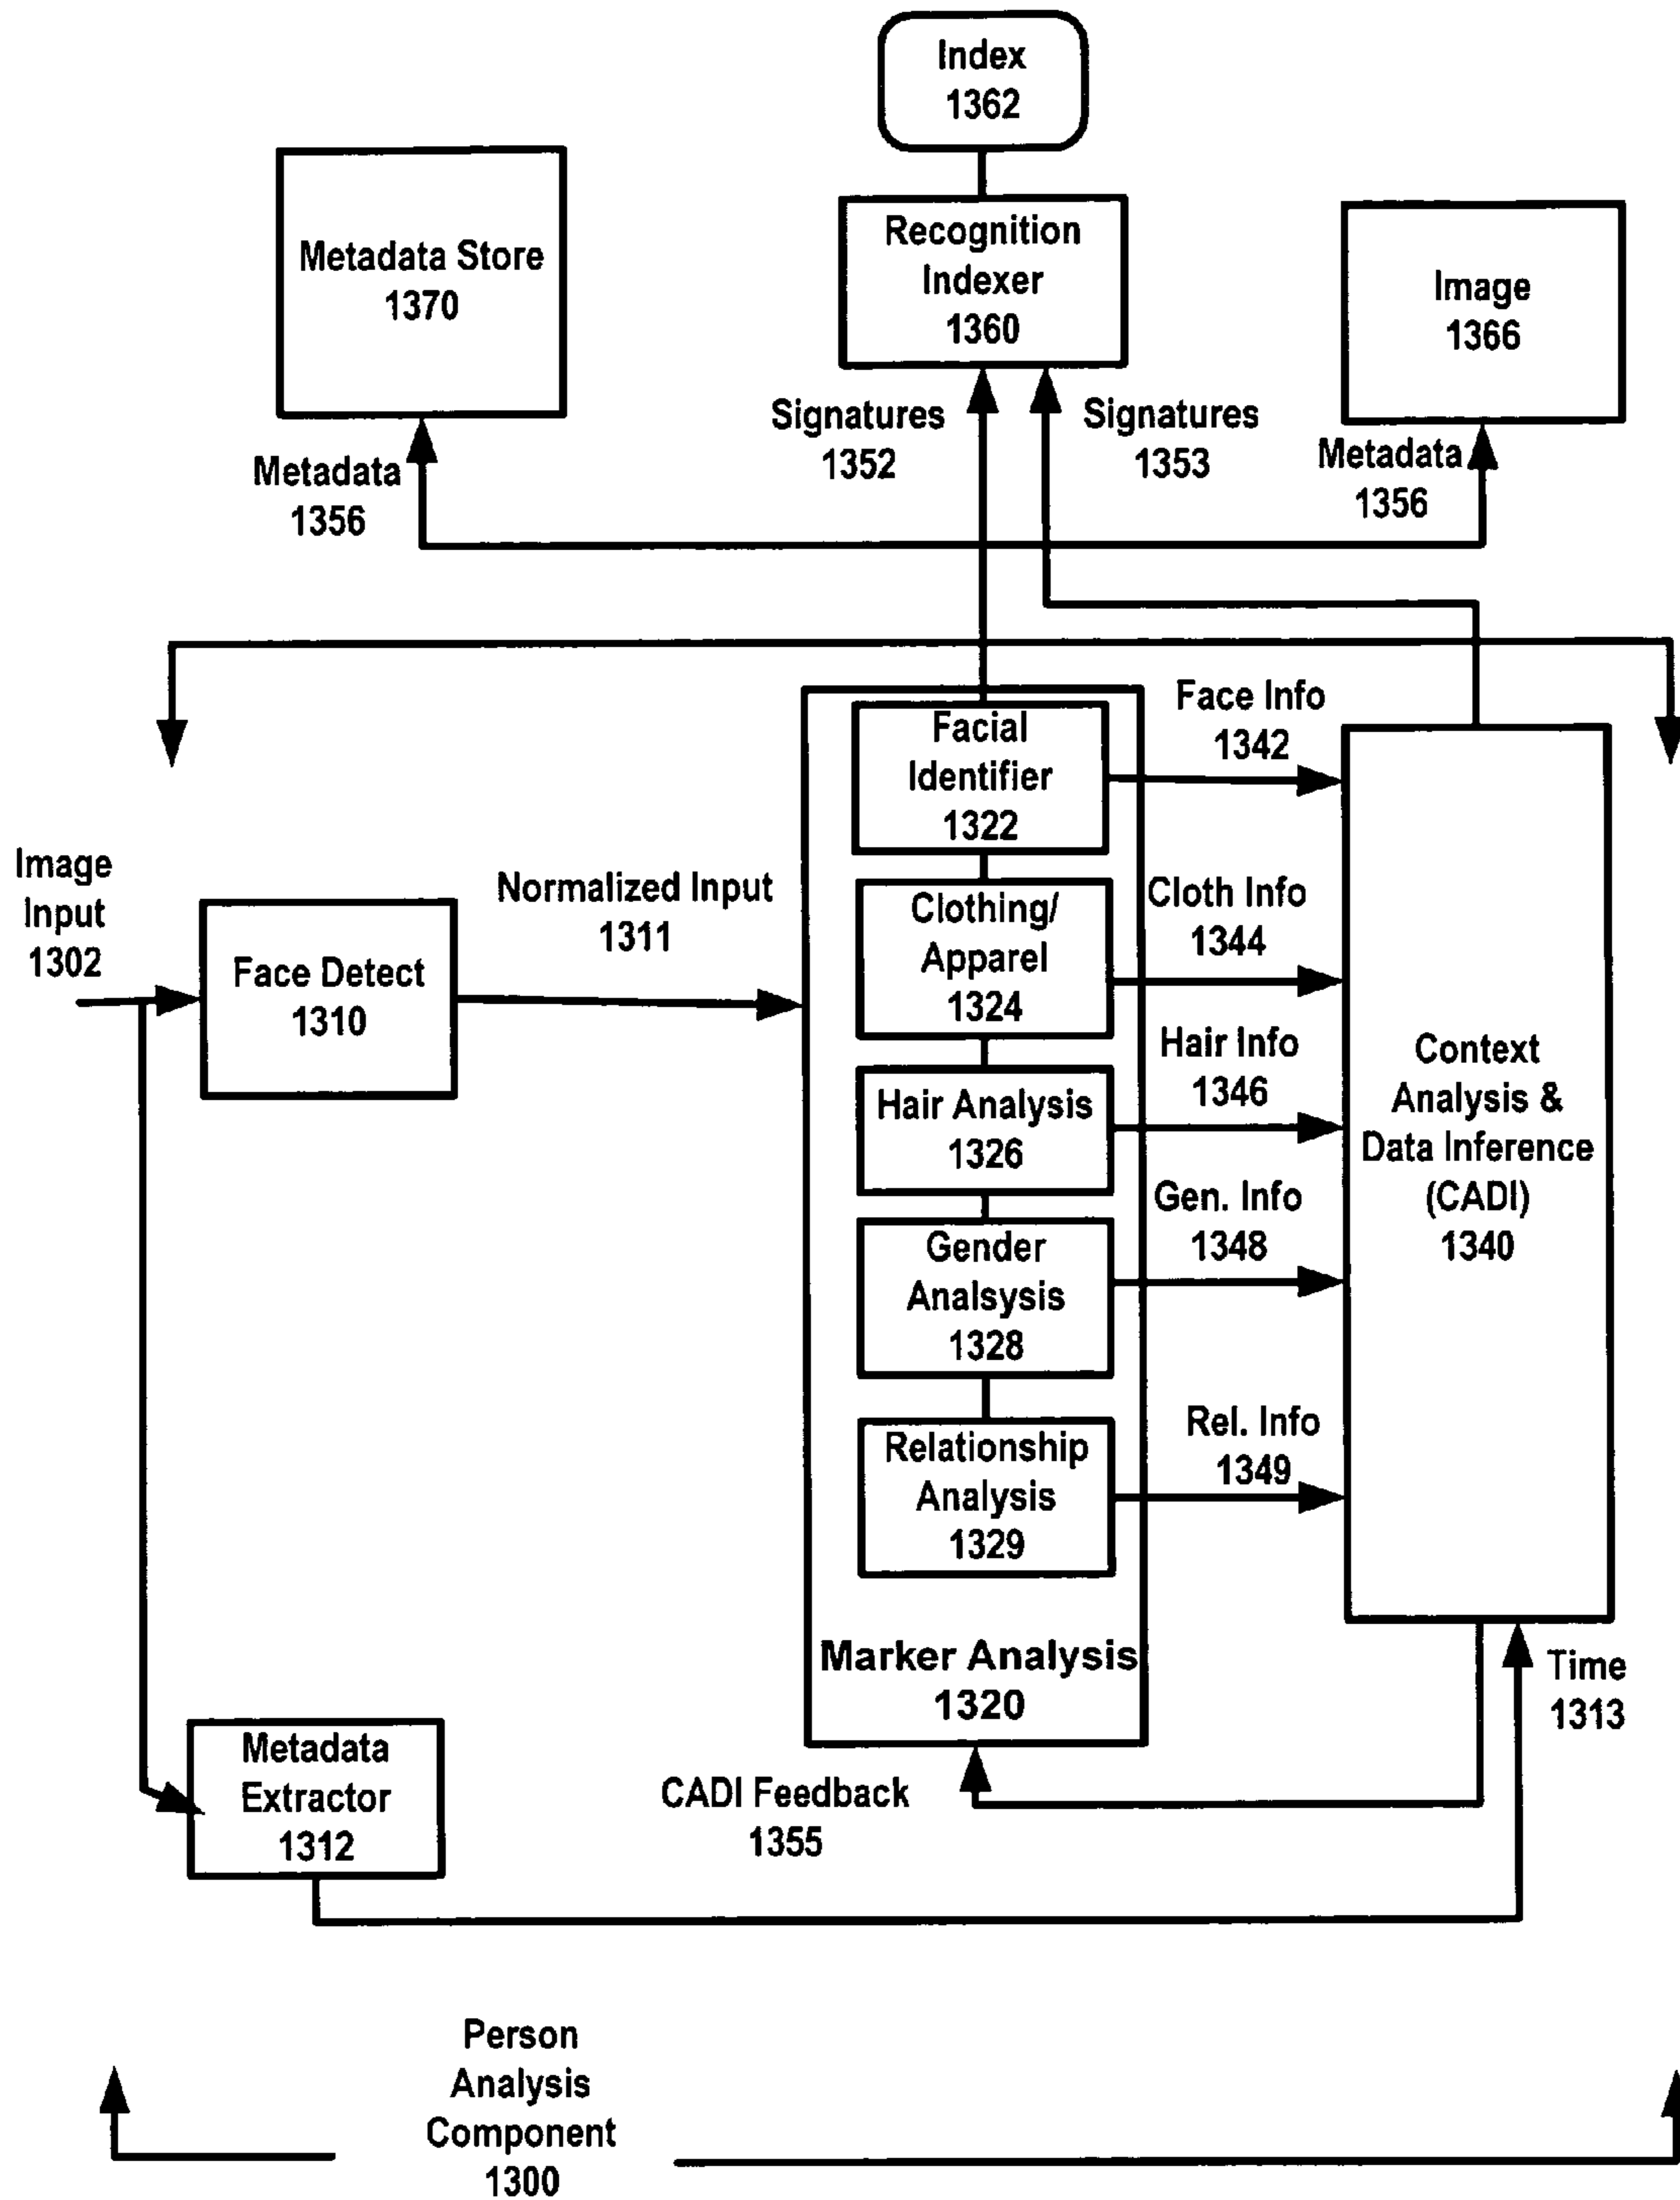 Index
1362
Metadata Store
1370
Recognition
Indexer
1360
Image
1366
Signatures
1352
Signatures
1353
Metadata
1356
Metadata
1356
Face Info
1342
Facial
Identifier
1322
Image
Input
1302
Normalized Input
1311
Face Detect
1310
Clothing/
Apparel
1324
Cloth Info
1344
Hair Info
1346
Hair Analysis
1326
Context
Analysis &
Data Inference
(CADI)
1340
Gen. Info
1348
Gender
Analsysis
1328
Rel. Info
1349
Relationship
Analysis
1329
Marker Analysis
1320
Time
1313
Metadata
Extractor
1312
CADI Feedback
1355
Person
Analysis
Component
1300